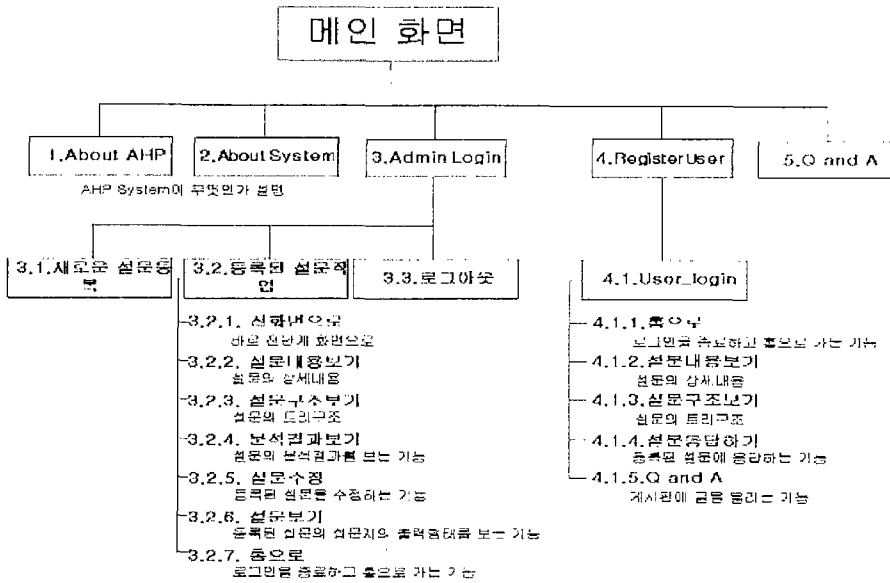 메인 화면
1.About AHP
2.About System
3.Admin Login
4.RegisterUser
5.Q and A
AHP System이 무엇인가 설명
3.1.새로운 설문등
록
3.2.등록된 설문작
업
3.3.로그아웃
4.1.User_login
3.2.1. 전화면으로
바로 전단계 화면으로
3.2.2. 설문내용보기
설문의 상세내용
3.2.3. 설문구조보기
설문의 트리구조
3.2.4. 분석결과보기
설문의 분석결과를 보는 기능
3.2.5. 설문수정
등록된 설문을 수정하는 기능
3.2.6. 설문보기
등록된 설문의 설문지의 출력형태를 보는 기능
3.2.7. 홈으로
로그인을 종료하고 홈으로 가는 기능
4.1.1.홈으로
로그인을 종료하고 홈으로 가는 기능
4.1.2.설문내용보기
설문의 상세내용
4.1.3.설문구조보기
설문의 트리구조
4.1.4.설문응답하기
등록된 설문에 응답하는 기능
4.1.5.Q and A
게시판에 글을 올리는 기능